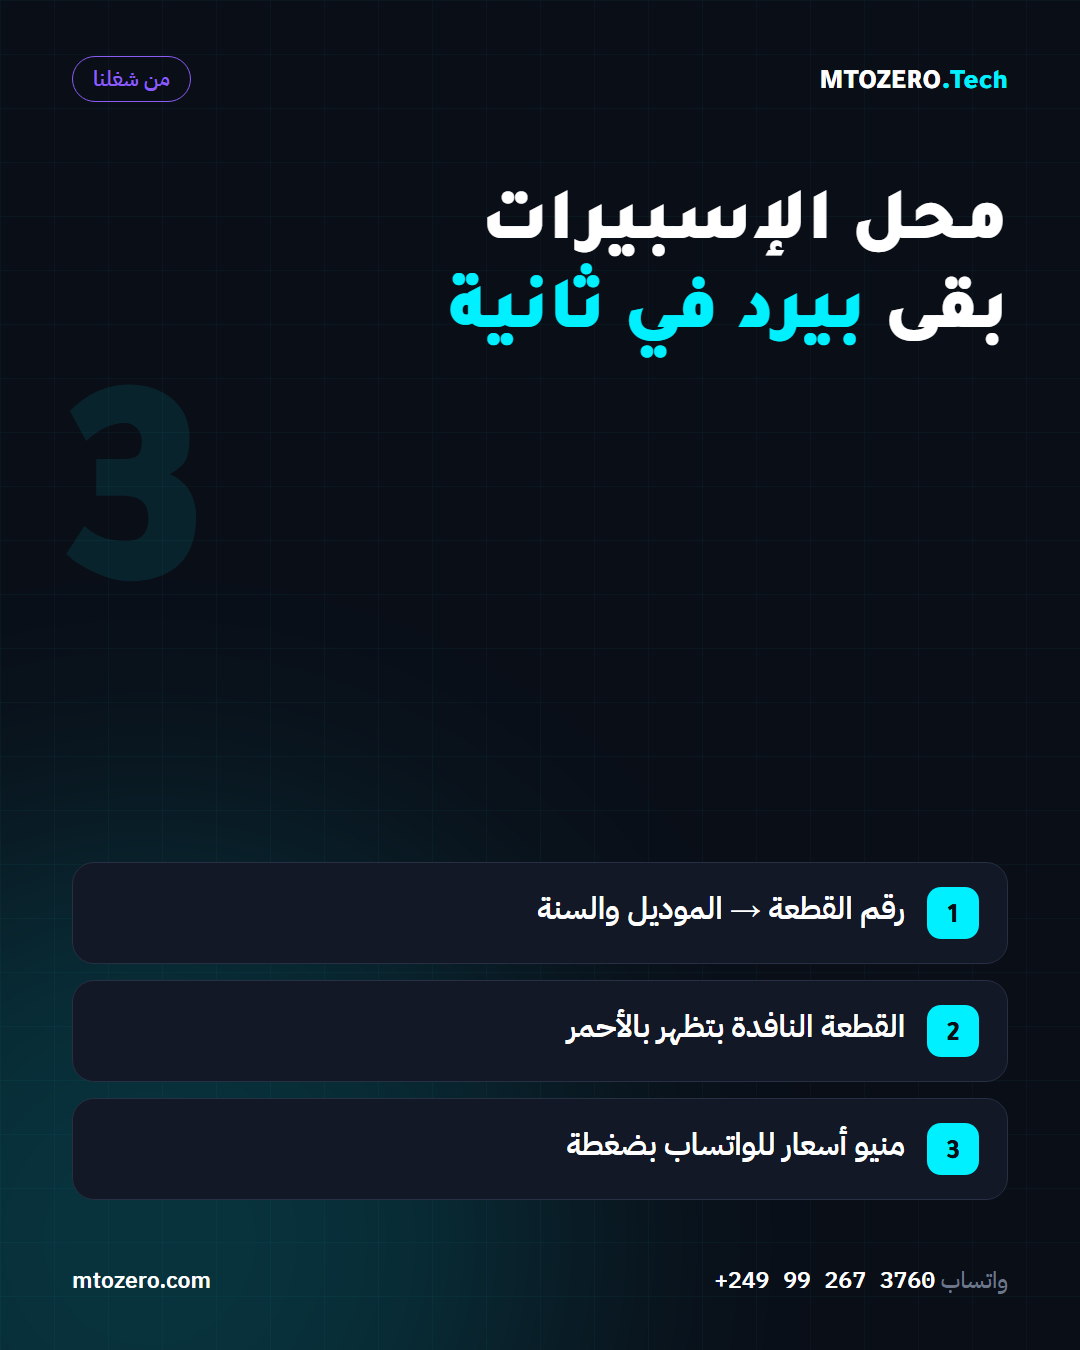 MTOZERO.Tech
من شغلنا
محل الإسبيرات
بقى بيرد في ثانية
3
1 رقم القطعة → الموديل والسنة
2 القطعة النافدة بتظهر بالأحمر
3 منيو أسعار للواتساب بضغطة
واتساب +249 99 267 3760
mtozero.com